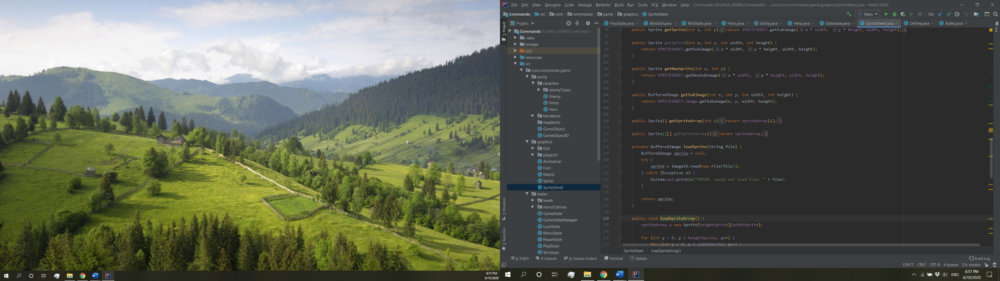 File Edit View Navigate Code Analyze Refactor Build Run Tools VCS Window Help Commando [E:\JAVA_GAME\Commando] - ...\src\com\commando\game\graphics\SpriteSheet.java - IntelliJ IDEA
Commando src com commando game graphics SpriteSheet Main Git:
Project PlayState.java MobGirl.java WinState.java Hero.java Entity.java Help.java Database.java SpriteSheet.java Define.java Bullet.java
1: Project
Ant
Commando E:\JAVA_GAME\Commando
.idea
images
out
resources
src
com.commando.game
entity
caracters
enemyTypes
Enemy
Entity
Hero
heroItems
mapItems
GameObject
GameObjectID
graphics
GUI
playerUI
Animation
Font
Matrix
Sprite
SpriteSheet
states
levels
menuOptions
GameState
GameStateManager
LoseState
MenuState
PauseState
PlayState
WinState
7: Structure
2: Favorites
94 public Sprite getSprite(int x, int y) { return SPRITESHEET.getSubimage( x: x * width, y: y * height, width, height); }
97
98 public Sprite getSprite(int x, int y, int width, int height) {
99 return SPRITESHEET.getSubimage( x: x * width, y: y * height, width, height);
100 }
101
102 public Sprite getNewSprite(int x, int y) {
103 return SPRITESHEET.getNewSubimage( x: x * width, y: y * height, width, height);
104 }
105
106 public BufferedImage getSubImage(int x, int y, int width, int height) {
107 return SPRITESHEET.image.getSubimage(x, y, width, height);
108 }
109
110 public Sprite[] getSpriteArray(int i) { return spriteArray[i]; }
113
114 public Sprite[][] getSpriteArray() { return spriteArray; }
117
118 private BufferedImage loadSprite(String file) {
119 BufferedImage sprite = null;
120 try {
121 sprite = ImageIO.read(new File(file));
122 } catch (Exception e) {
123 System.out.println("ERROR: could not load file: " + file);
124 }
125
126 return sprite;
127 }
128
129 public void loadSpriteArray() {
130 spriteArray = new Sprite[heightSprite][widthSprite];
131
132 for (int y = 0; y < heightSprite; y++) {
133 for (int x = 0; x < widthSprite; x++) {
SpriteSheet loadSpriteArray()
6: TODO R Console 9: Version Control Terminal Statistic Event Log
129:17 CRLF UTF-8 4 spaces Git: master
6:57 PM
6/10/2020
ENG 6:57 PM
6/10/2020